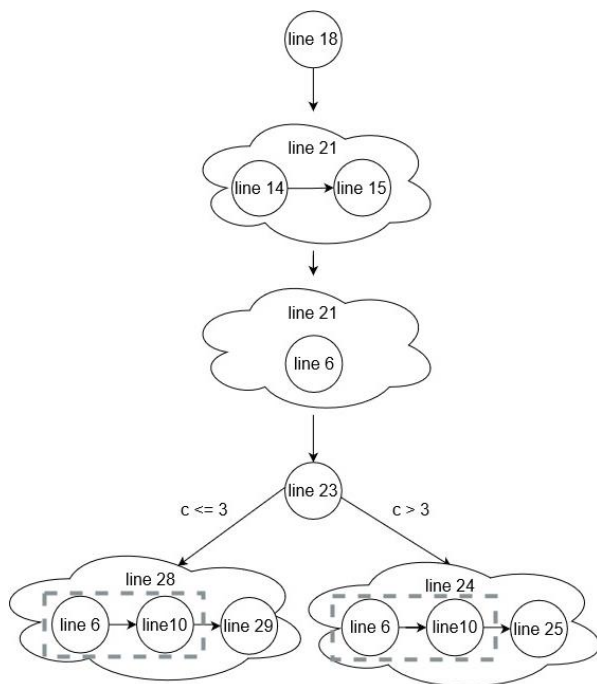 line 18
line 21
line 14
line 15
line 21
line 6
line 23
c <= 3
c > 3
line 28
line 6
line10
line 29
line 24
line 6
line10
line 25